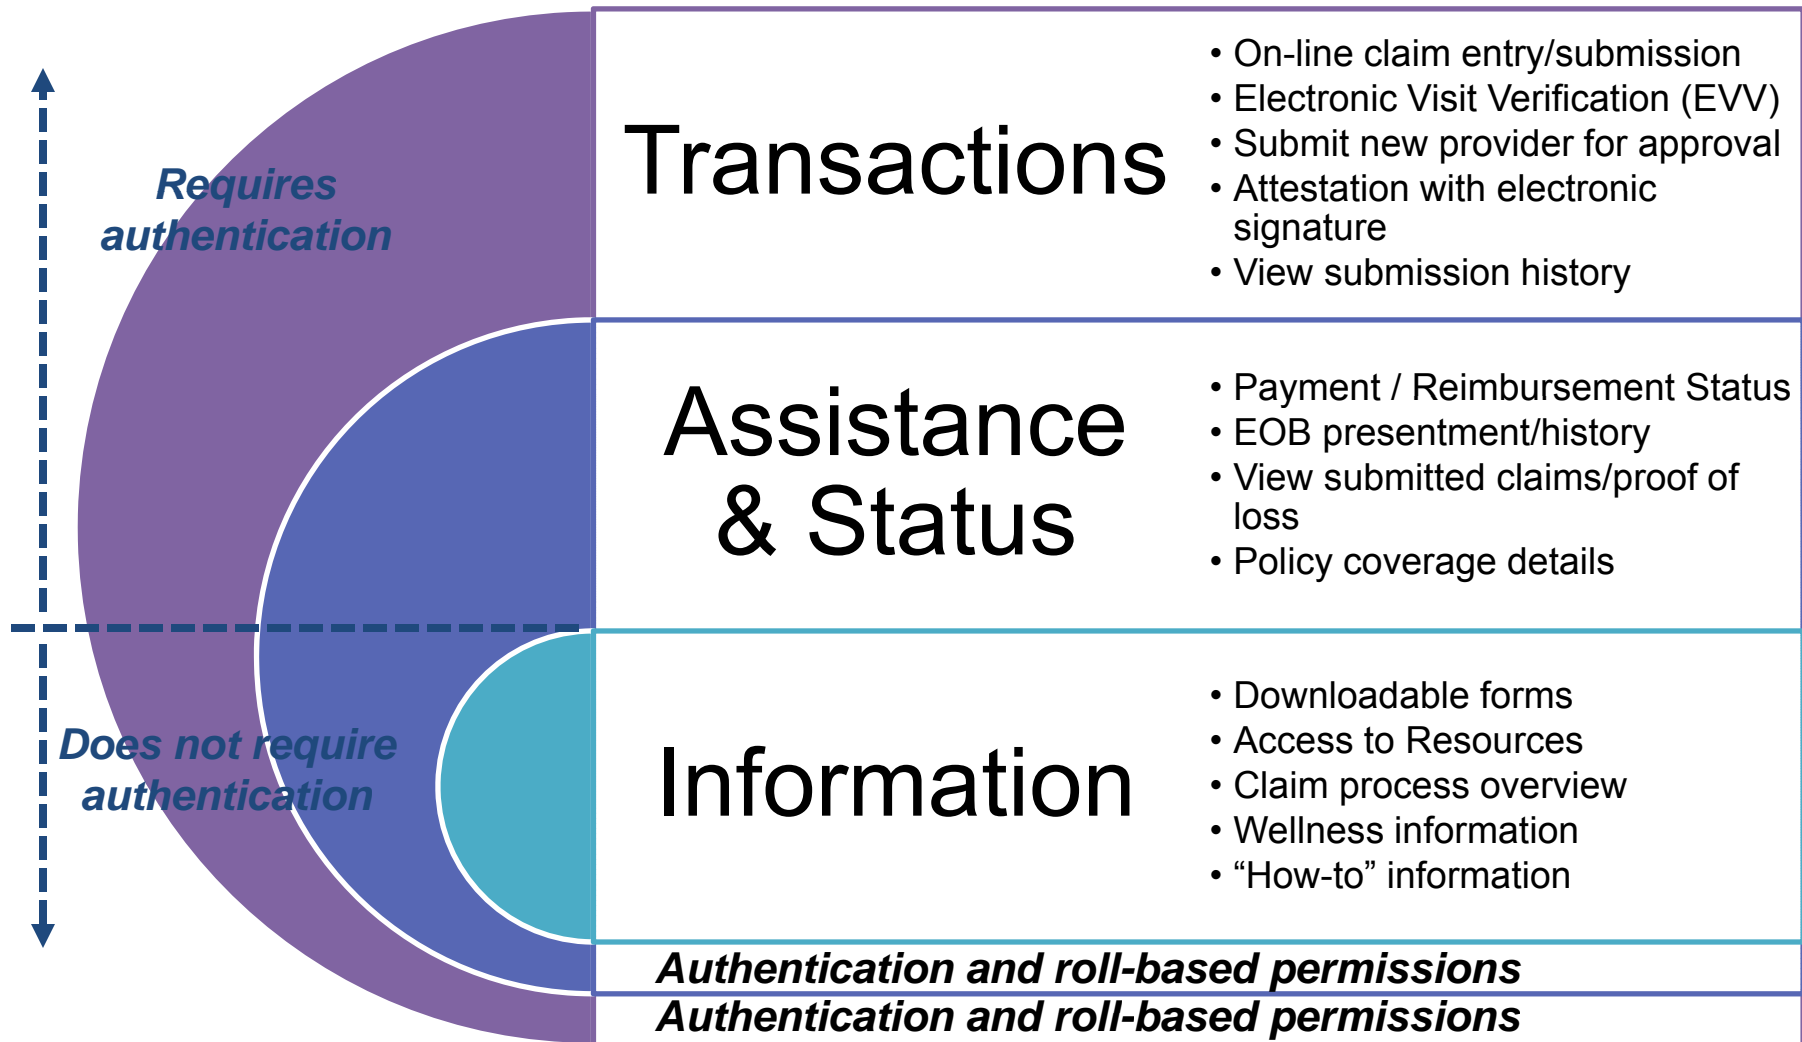 Requires
authentication
Transactions
• On-line claim entry/submission
• Electronic Visit Verification (EVV)
• Submit new provider for approval
• Attestation with electronic
signature
• View submission history
Assistance
& Status
• Payment / Reimbursement Status
• EOB presentment/history
• View submitted claims/proof of
loss
• Policy coverage details
Does not require
authentication
Information
• Downloadable forms
• Access to Resources
• Claim process overview
• Wellness information
• “How-to” information
Authentication and roll-based permissions
Authentication and roll-based permissions